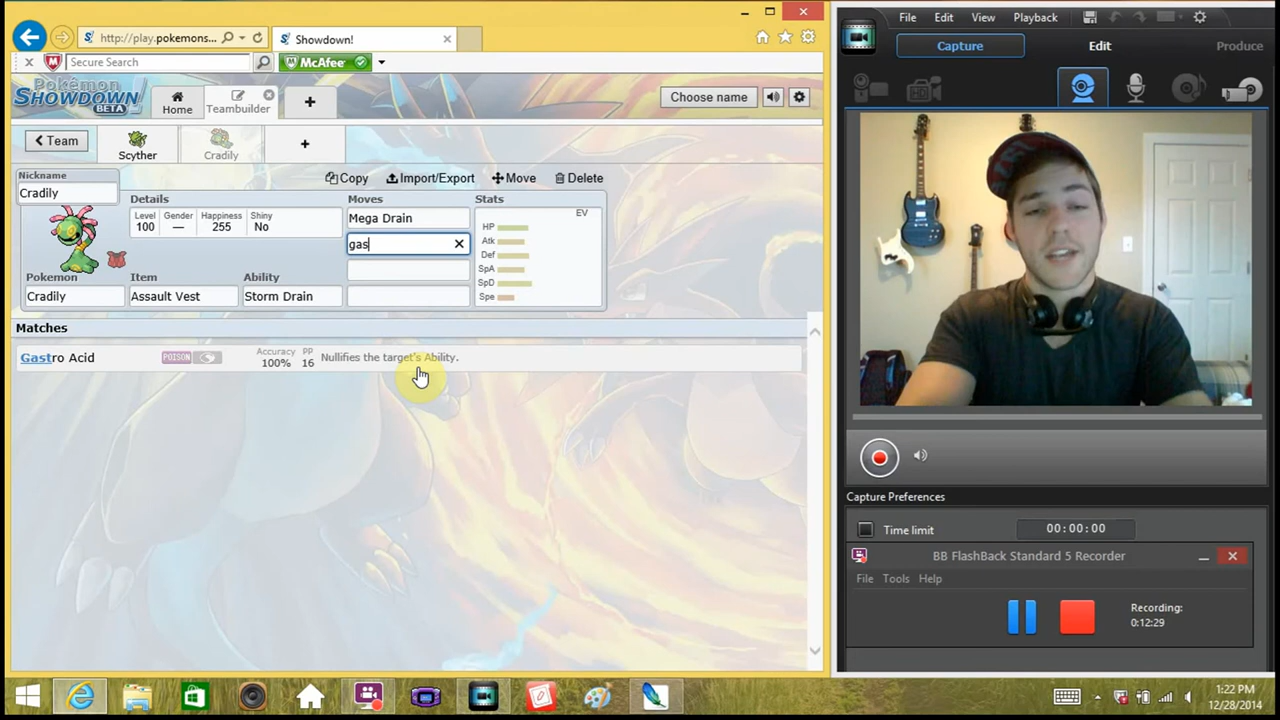 http://play.pokemons...
Showdown!
Secure Search
McAfee
Pokémon
SHOWDOWN!
BETA
Home
Teambuilder
Choose name
Team
Scyther
Cradily
Nickname
Cradily
Copy
Import/Export
Move
Delete
Details
Moves
Stats
Level
Gender
Happiness
Shiny
100
—
255
No
Mega Drain
gas
EV
HP
Atk
Def
SpA
SpD
Spe
Pokemon
Item
Ability
Cradily
Assault Vest
Storm Drain
Matches
Gastro Acid
POISON
Accuracy
100%
PP
16
Nullifies the target's Ability.
File
Edit
View
Playback
Capture
Edit
Produce
Capture Preferences
Time limit
00:00:00
BB FlashBack Standard 5 Recorder
File
Tools
Help
Recording:
0:12:29
1:22 PM
12/28/2014